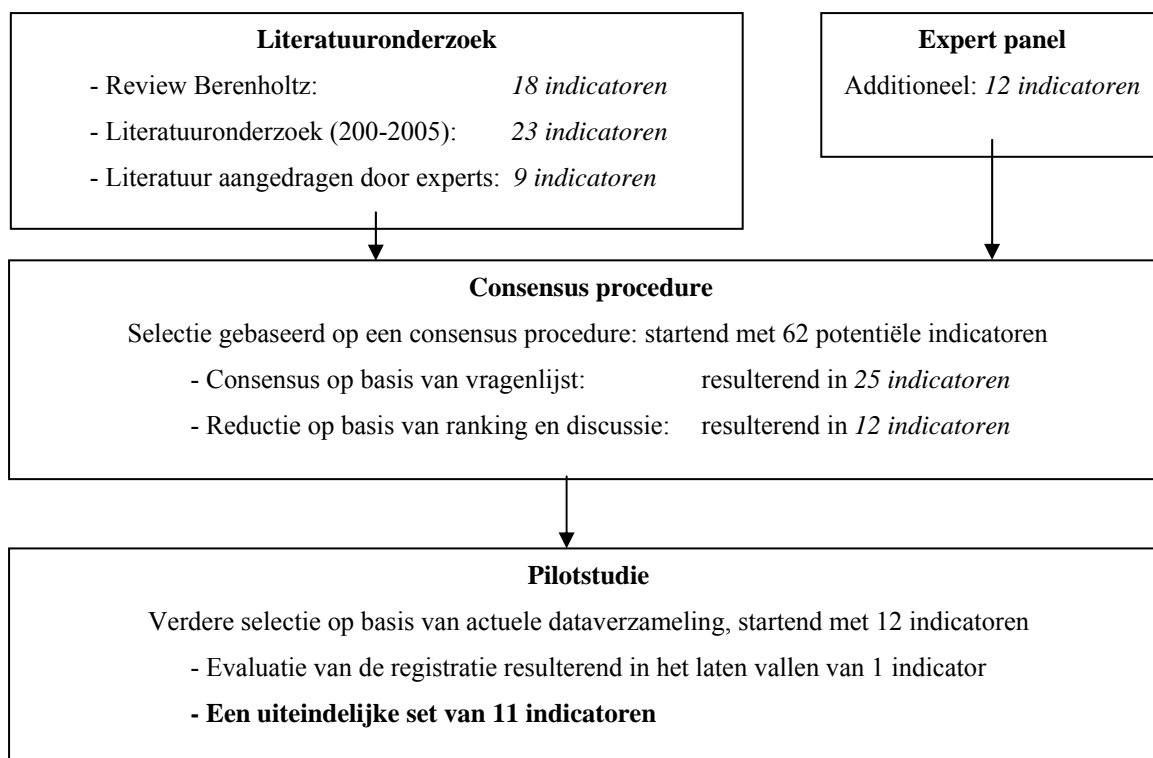 Literatuuronderzoek
- Review Berenholtz: 18 indicatoren
- Literatuuronderzoek (200-2005): 23 indicatoren
- Literatuur aangedragen door experts: 9 indicatoren
Expert panel
Additioneel: 12 indicatoren
Consensus procedure
Selectie gebaseerd op een consensus procedure: startend met 62 potentiële indicatoren
- Consensus op basis van vragenlijst: resulterend in 25 indicatoren
- Reductie op basis van ranking en discussie: resulterend in 12 indicatoren
Pilotstudie
Verdere selectie op basis van actuele dataverzameling, startend met 12 indicatoren
- Evaluatie van de registratie resulterend in het laten vallen van 1 indicator
- Een uiteindelijke set van 11 indicatoren